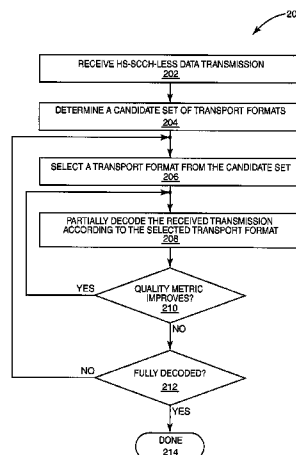 20
RECEIVE HS-SCCH-LESS DATA TRANSMISSION
202
DETERMINE A CANDIDATE SET OF TRANSPORT FORMATS
204
SELECT A TRANSPORT FORMAT FROM THE CANDIDATE SET
206
PARTIALLY DECODE THE RECEIVED TRANSMISSION
ACCORDING TO THE SELECTED TRANSPORT FORMAT
208
YES
QUALITY METRIC
IMPROVES?
210
NO
NO
FULLY DECODED?
212
YES
DONE
214